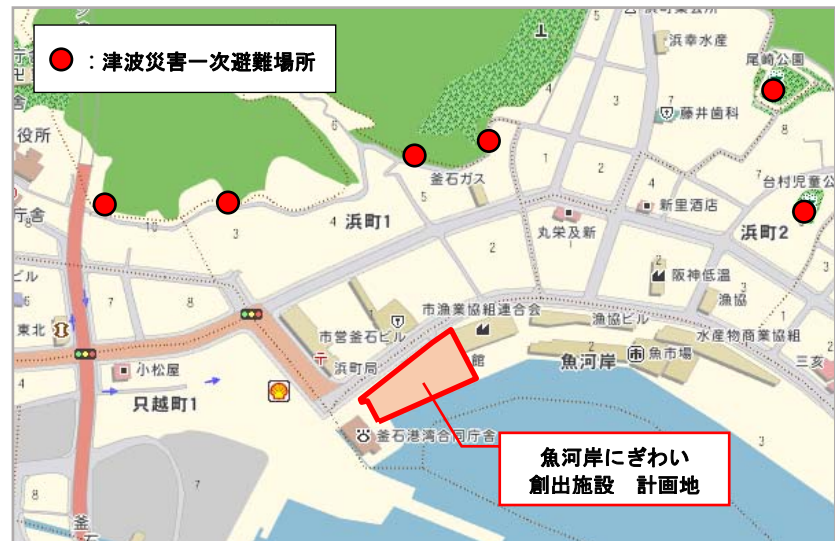 ：津波災害一次避難場所
浜幸水産
尾崎公園
藤井歯科
役所
釜石ガス
台村児童公
浜町1
丸栄及新
新里酒店
浜町2
庁舎
阪神低温
ビル
市営釜石ビル
市漁業協組連合会
漁協ビル
漁協
東北
浜町局
館
魚河岸
魚市場
水産物商業協組
小松屋
三亥
只越町1
釜石港湾合同庁舎
魚河岸にぎわい
創出施設　計画地
釜